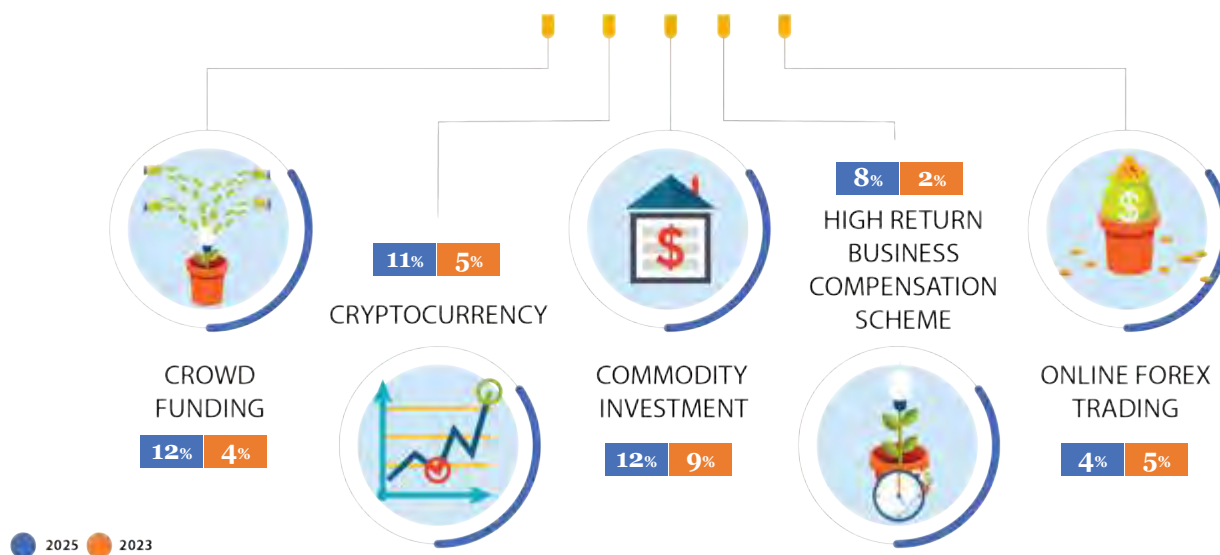 CROWD
FUNDING
12% 4%
11% 5%
CRYPTOCURRENCY
$
COMMODITY
INVESTMENT
12% 9%
8% 2%
HIGH RETURN
BUSINESS
COMPENSATION
SCHEME
$
ONLINE FOREX
TRADING
4% 5%
2025 2023